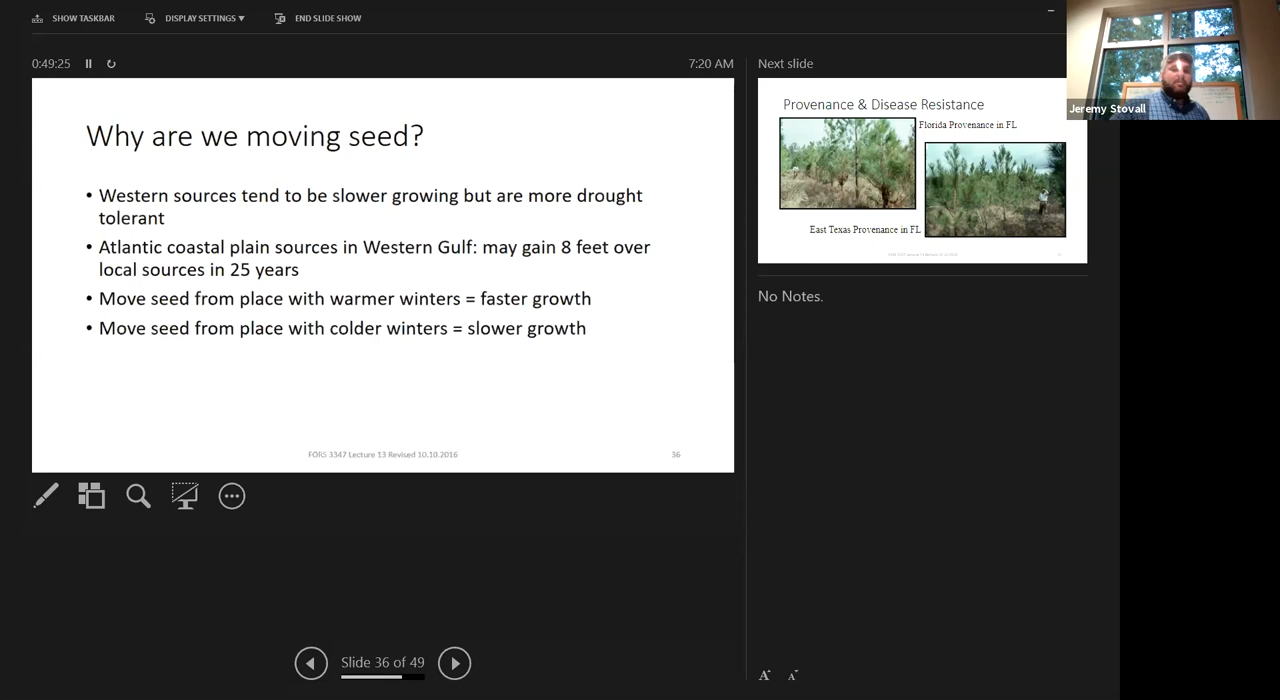 SHOW TASKBAR
DISPLAY SETTINGS ▼
END SLIDE SHOW
0:49:25
7:20 AM
Why are we moving seed?
• Western sources tend to be slower growing but are more drought
tolerant
• Atlantic coastal plain sources in Western Gulf: may gain 8 feet over
local sources in 25 years
• Move seed from place with warmer winters = faster growth
• Move seed from place with colder winters = slower growth
FORS 3347 Lecture 13 Revised 10.10.2016
36
Next slide
Provenance & Disease Resistance
Florida Provenance in FL
East Texas Provenance in FL
No Notes.
Jeremy Stovall
Slide 36 of 49
A A